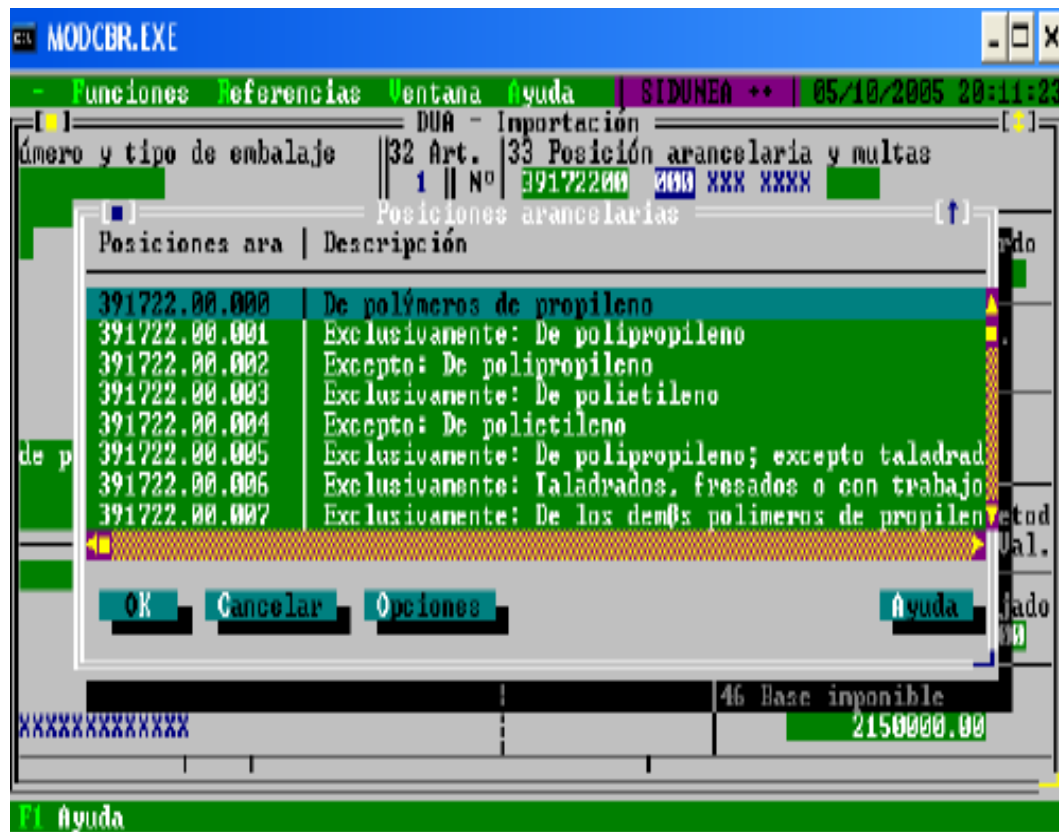 MODCBR.EXE
- Funciones Referencias Ventana Ayuda SIDUNEA ++ 05/10/2005 20:11:23
DUA - Importación
úmero y tipo de embalaje 32 Art. 33 Posición arancelaria y multas
1 Nº 39172200 000 XXX XXXX
Posiciones arancelarias
Posiciones ara | Descripción
rdo
391722.00.000 De polýmeros de propileno
391722.00.001 Exclusivamente: De polipropileno
391722.00.002 Excepto: De polipropileno
391722.00.003 Exclusivamente: De polietileno
391722.00.004 Excepto: De polietileno
de p 391722.00.005 Exclusivamente: De polipropileno; excepto taladrad
391722.00.006 Exclusivamente: Taladrados, fresados o con trabajo
391722.00.007 Exclusivamente: De los demßs polimeros de propilen etod
Val.
OK Cancelar Opciones Ayuda jado
46 Base imponible
XXXXXXXXXXXXX 2150000.00
F1 Ayuda